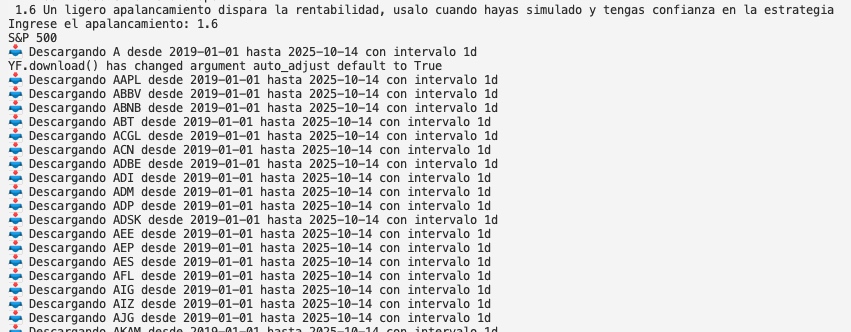 1.6 Un ligero apalancamiento dispara la rentabilidad, usalo cuando hayas simulado y tengas confianza en la estrategia
Ingrese el apalancamiento: 1.6
S&P 500
📥 Descargando A desde 2019-01-01 hasta 2025-10-14 con intervalo 1d
YF.download() has changed argument auto_adjust default to True
📥 Descargando AAPL desde 2019-01-01 hasta 2025-10-14 con intervalo 1d
📥 Descargando ABBV desde 2019-01-01 hasta 2025-10-14 con intervalo 1d
📥 Descargando ABNB desde 2019-01-01 hasta 2025-10-14 con intervalo 1d
📥 Descargando ABT desde 2019-01-01 hasta 2025-10-14 con intervalo 1d
📥 Descargando ACGL desde 2019-01-01 hasta 2025-10-14 con intervalo 1d
📥 Descargando ACN desde 2019-01-01 hasta 2025-10-14 con intervalo 1d
📥 Descargando ADBE desde 2019-01-01 hasta 2025-10-14 con intervalo 1d
📥 Descargando ADI desde 2019-01-01 hasta 2025-10-14 con intervalo 1d
📥 Descargando ADM desde 2019-01-01 hasta 2025-10-14 con intervalo 1d
📥 Descargando ADP desde 2019-01-01 hasta 2025-10-14 con intervalo 1d
📥 Descargando ADSK desde 2019-01-01 hasta 2025-10-14 con intervalo 1d
📥 Descargando AEE desde 2019-01-01 hasta 2025-10-14 con intervalo 1d
📥 Descargando AEP desde 2019-01-01 hasta 2025-10-14 con intervalo 1d
📥 Descargando AES desde 2019-01-01 hasta 2025-10-14 con intervalo 1d
📥 Descargando AFL desde 2019-01-01 hasta 2025-10-14 con intervalo 1d
📥 Descargando AIG desde 2019-01-01 hasta 2025-10-14 con intervalo 1d
📥 Descargando AIZ desde 2019-01-01 hasta 2025-10-14 con intervalo 1d
📥 Descargando AJG desde 2019-01-01 hasta 2025-10-14 con intervalo 1d
📥 Descargando AKAM desde 2019-01-01 hasta 2025-10-14 con intervalo 1d